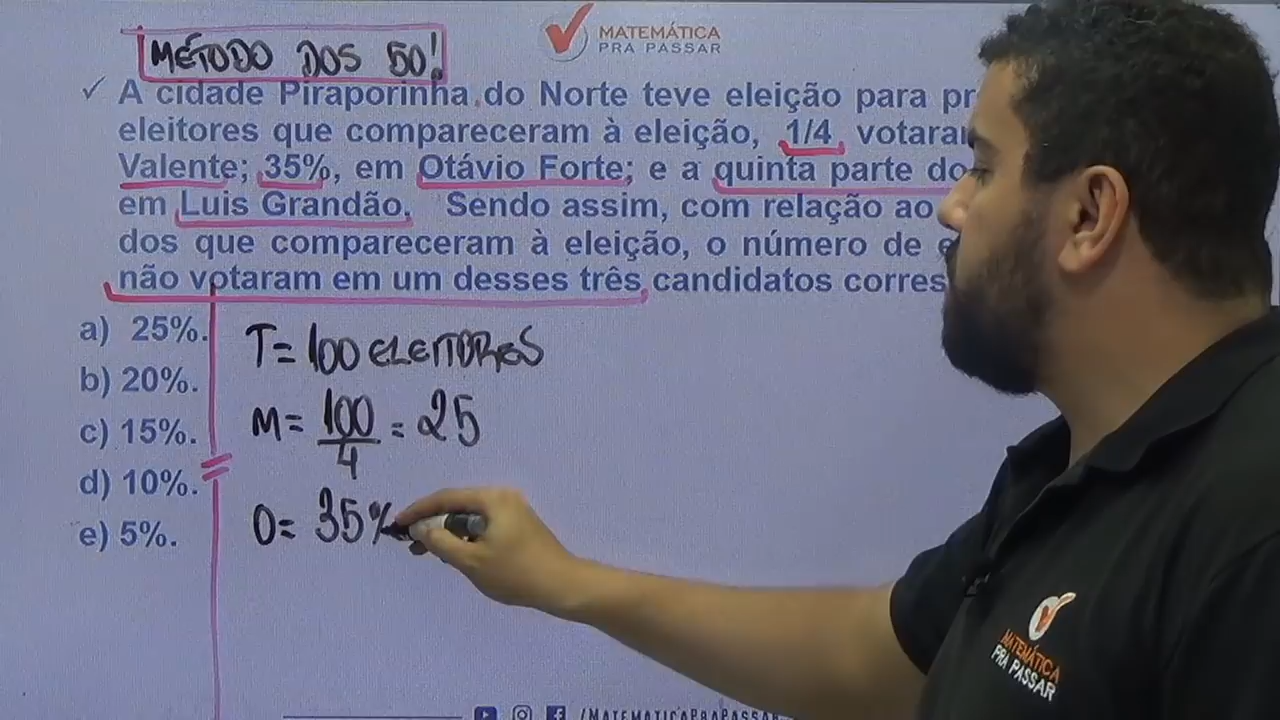 MÉTODO DOS 50!
MATEMÁTICA
PRA PASSAR
✓ A cidade Piraporinha do Norte teve eleição para
eleitores que compareceram à eleição, 1/4 votaram
Valente; 35%, em Otávio Forte; e a quinta parte
em Luis Grandão. Sendo assim, com relação ao
dos que compareceram à eleição, o número de
não votaram em um desses três candidatos
a) 25%.
b) 20%.
c) 15%.
d) 10%.
e) 5%.
T= 100 ELEITORES
M= 100/4 = 25
O= 35%
MATEMÁTICA
PRA PASSAR
/MATEMATICAPRAPASSAR